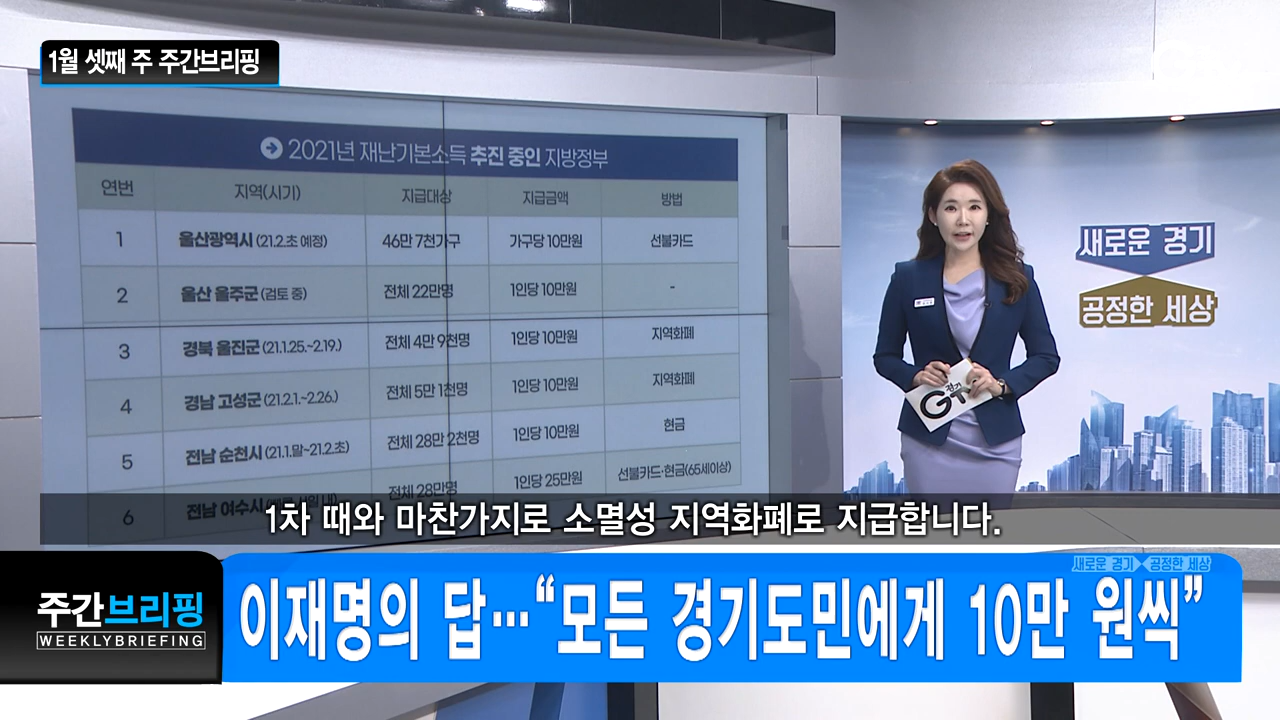 1월 셋째 주 주간브리핑
2021년 재난기본소득 추진 중인 지방정부
연번 지역(시기) 지급대상 지급금액 방법
1 울산광역시 (21.2.초 예정) 46만 7천가구 가구당 10만원 선불카드
2 울산 울주군 (검토 중) 전체 22만명 1인당 10만원 -
3 경북 울진군 (21.1.25.~2.19.) 전체 4만 9천명 1인당 10만원 지역화폐
4 경남 고성군 (21.2.1.~2.26.) 전체 5만 1천명 1인당 10만원 지역화폐
5 전남 순천시 (21.1.말~21.2.초) 전체 28만 2천명 1인당 10만원 현금
6 전남 여수시 전체 28만명 1인당 25만원 선불카드·현금(65세이상)
새로운 경기
공정한 세상
1차 때와 마찬가지로 소멸성 지역화폐로 지급합니다.
새로운 경기 공정한 세상
주간브리핑
WEEKLYBRIEFING
이재명의 답…“모든 경기도민에게 10만 원씩”